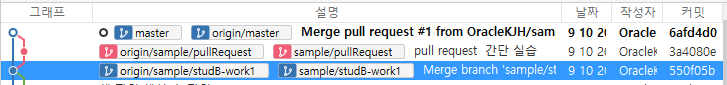 그래프 설명 날짜 작성자 커밋
master origin/master Merge pull request #1 from OracleKJH/sam 9 10 20 Oracle 6afd4d0
origin/sample/pullRequest sample/pullRequest pull request 간단 실습 9 10 20 OracleK 3a4080e
origin/sample/studB-work1 sample/studB-work1 Merge branch 'sample/st 9 10 20 OracleK 550f05b